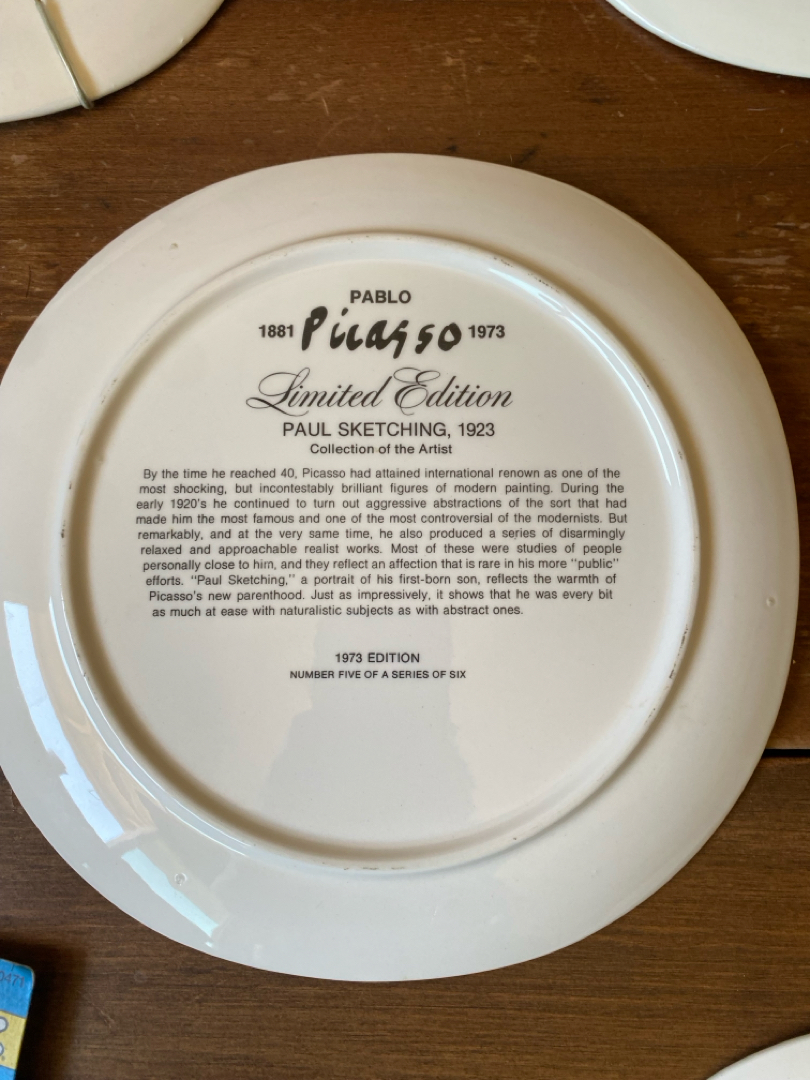 PABLO
1881 Picasso 1973
Limited Edition
PAUL SKETCHING, 1923
Collection of the Artist
By the time he reached 40, Picasso had attained international renown as one of the
most shocking, but incontestably brilliant figures of modern painting. During the
early 1920's he continued to turn out aggressive abstractions of the sort that had
made him the most famous and one of the most controversial of the modernists. But
remarkably, and at the very same time, he also produced a series of disarmingly
relaxed and approachable realist works. Most of these were studies of people
personally close to him, and they reflect an affection that is rare in his more "public"
efforts. "Paul Sketching," a portrait of his first-born son, reflects the warmth of
Picasso's new parenthood. Just as impressively, it shows that he was every bit
as much at ease with naturalistic subjects as with abstract ones.
1973 EDITION
NUMBER FIVE OF A SERIES OF SIX